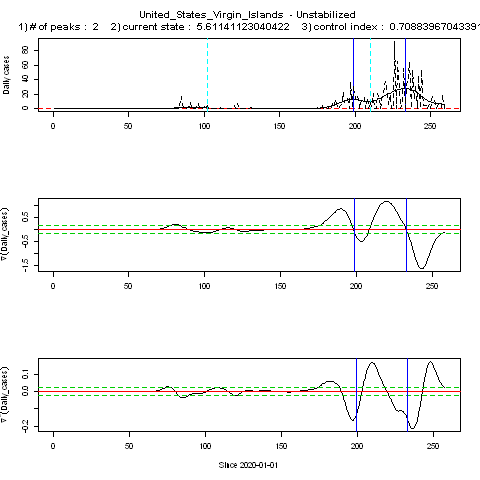 United_States_Virgin_Islands - Unstabilized
1) # of peaks : 2 2) current state : 5.61141123040422 3) control index : 0.7088396704339
Daily cases
80
60
40
20
0
0 50 100 150 200 250
∇(Daily_cases)
0.5
-0.5
-1.5
0 50 100 150 200 250
∇²(Daily_cases)
0.1
0.0
-0.2
0 50 100 150 200 250
Since 2020-01-01